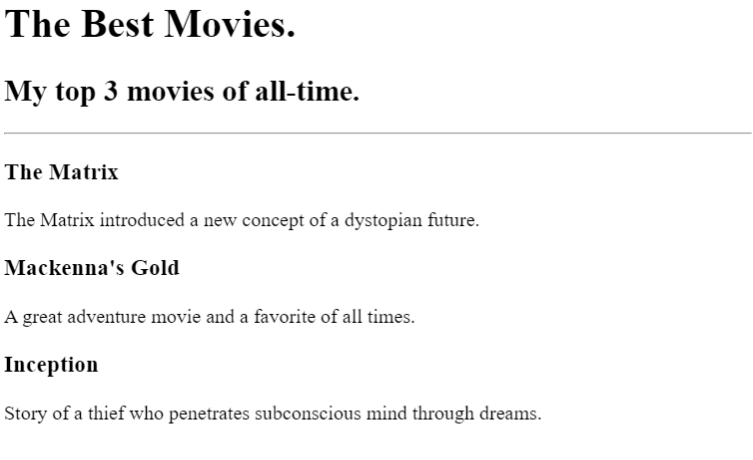 The Best Movies.
My top 3 movies of all-time.
The Matrix
The Matrix introduced a new concept of a dystopian future.
Mackenna's Gold
A great adventure movie and a favorite of all times.
Inception
Story of a thief who penetrates subconscious mind through dreams.